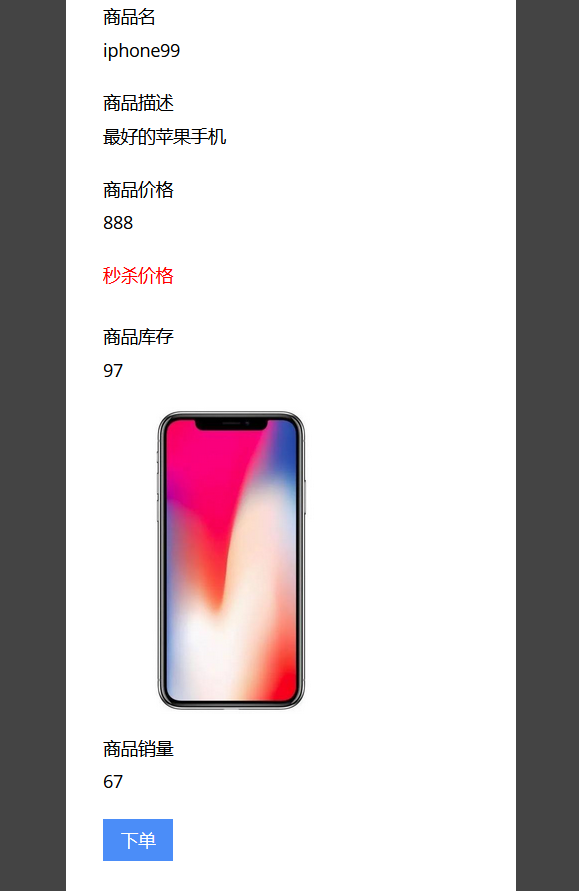 商品名
iphone99
商品描述
最好的苹果手机
商品价格
888
秒杀价格
商品库存
97
商品销量
67
下单